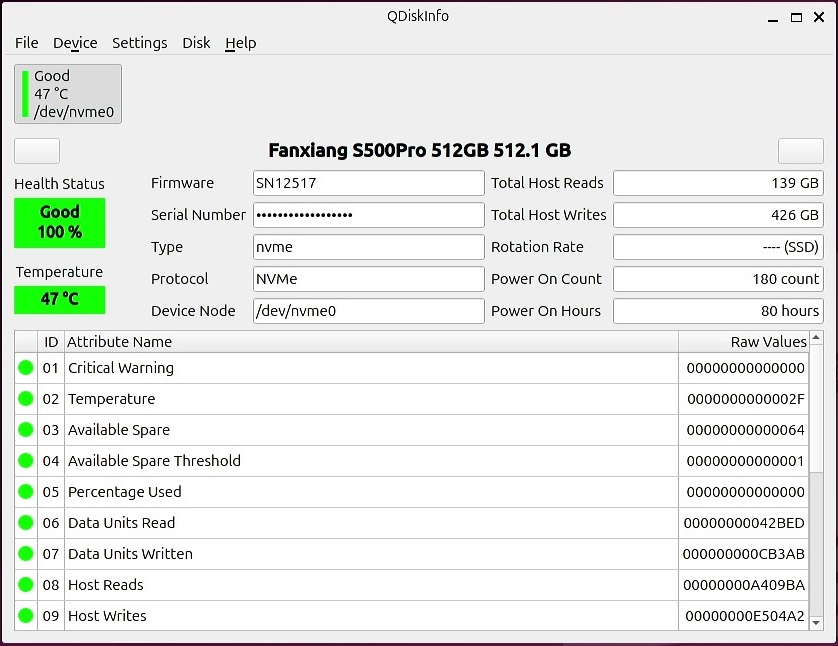 QDiskInfo
File Device Settings Disk Help
Good
47 °C
/dev/nvme0
Fanxiang S500Pro 512GB 512.1 GB
Health Status
Good
100 %
Temperature
47 °C
Firmware SN12517
Serial Number ••••••••••••••••••
Type nvme
Protocol NVMe
Device Node /dev/nvme0
Total Host Reads 139 GB
Total Host Writes 426 GB
Rotation Rate ---- (SSD)
Power On Count 180 count
Power On Hours 80 hours
ID Attribute Name Raw Values
01 Critical Warning 00000000000000
02 Temperature 0000000000002F
03 Available Spare 00000000000064
04 Available Spare Threshold 00000000000001
05 Percentage Used 00000000000000
06 Data Units Read 00000000042BED
07 Data Units Written 000000000CB3AB
08 Host Reads 00000000A409BA
09 Host Writes 00000000E504A2